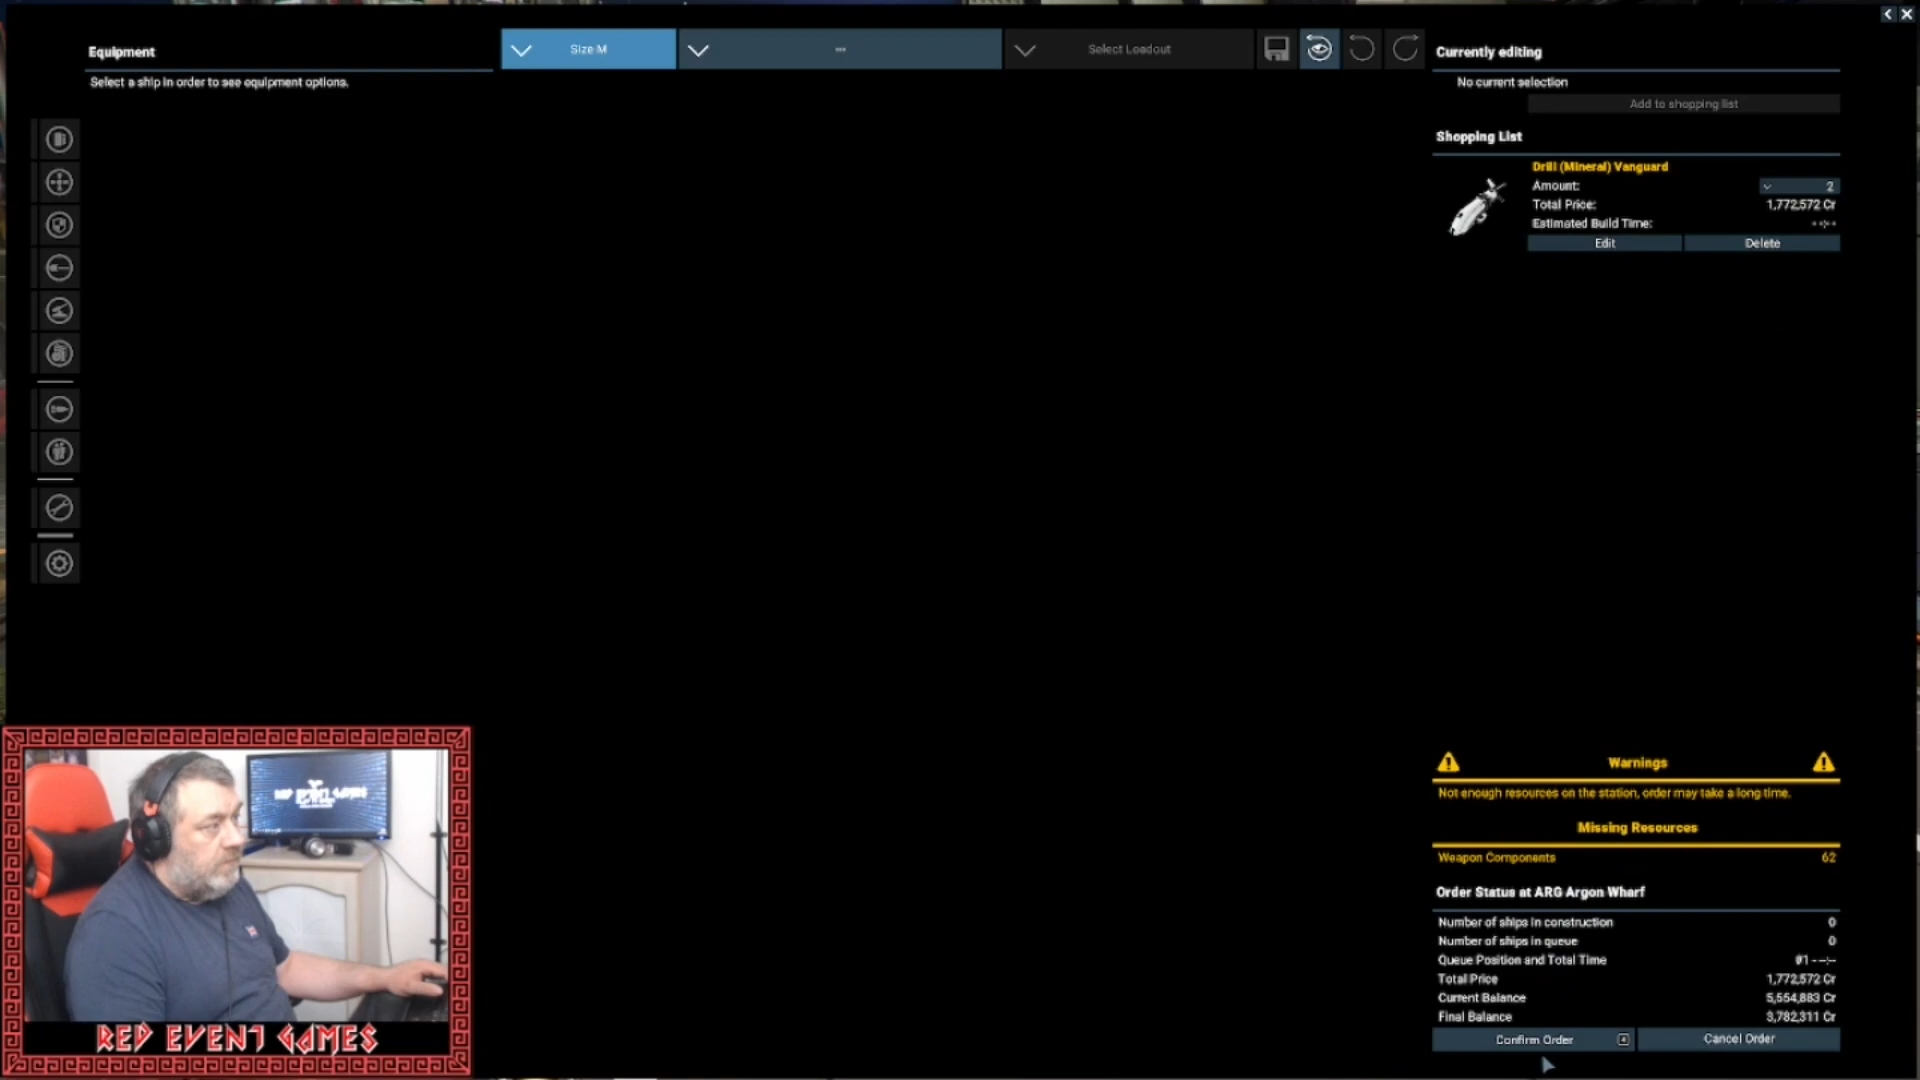 Equipment
Select a ship in order to see equipment options.
Size M
--
Select Loadout
Currently editing
No current selection
Add to shopping list
Shopping List
Drill (Mineral) Vanguard
Amount: 2
Total Price: 1,772,572 Cr
Estimated Build Time: --:--
Edit
Delete
Warnings
Not enough resources on the station, order may take a long time.
Missing Resources
Weapon Components 62
Order Status at ARG Argon Wharf
Number of ships in construction 0
Number of ships in queue 0
Queue Position and Total Time #1 --:--
Total Price 1,772,572 Cr
Current Balance 5,554,883 Cr
Final Balance 3,782,311 Cr
Confirm Order
Cancel Order
RED EVENT GAMES
RED EVENT GAMES